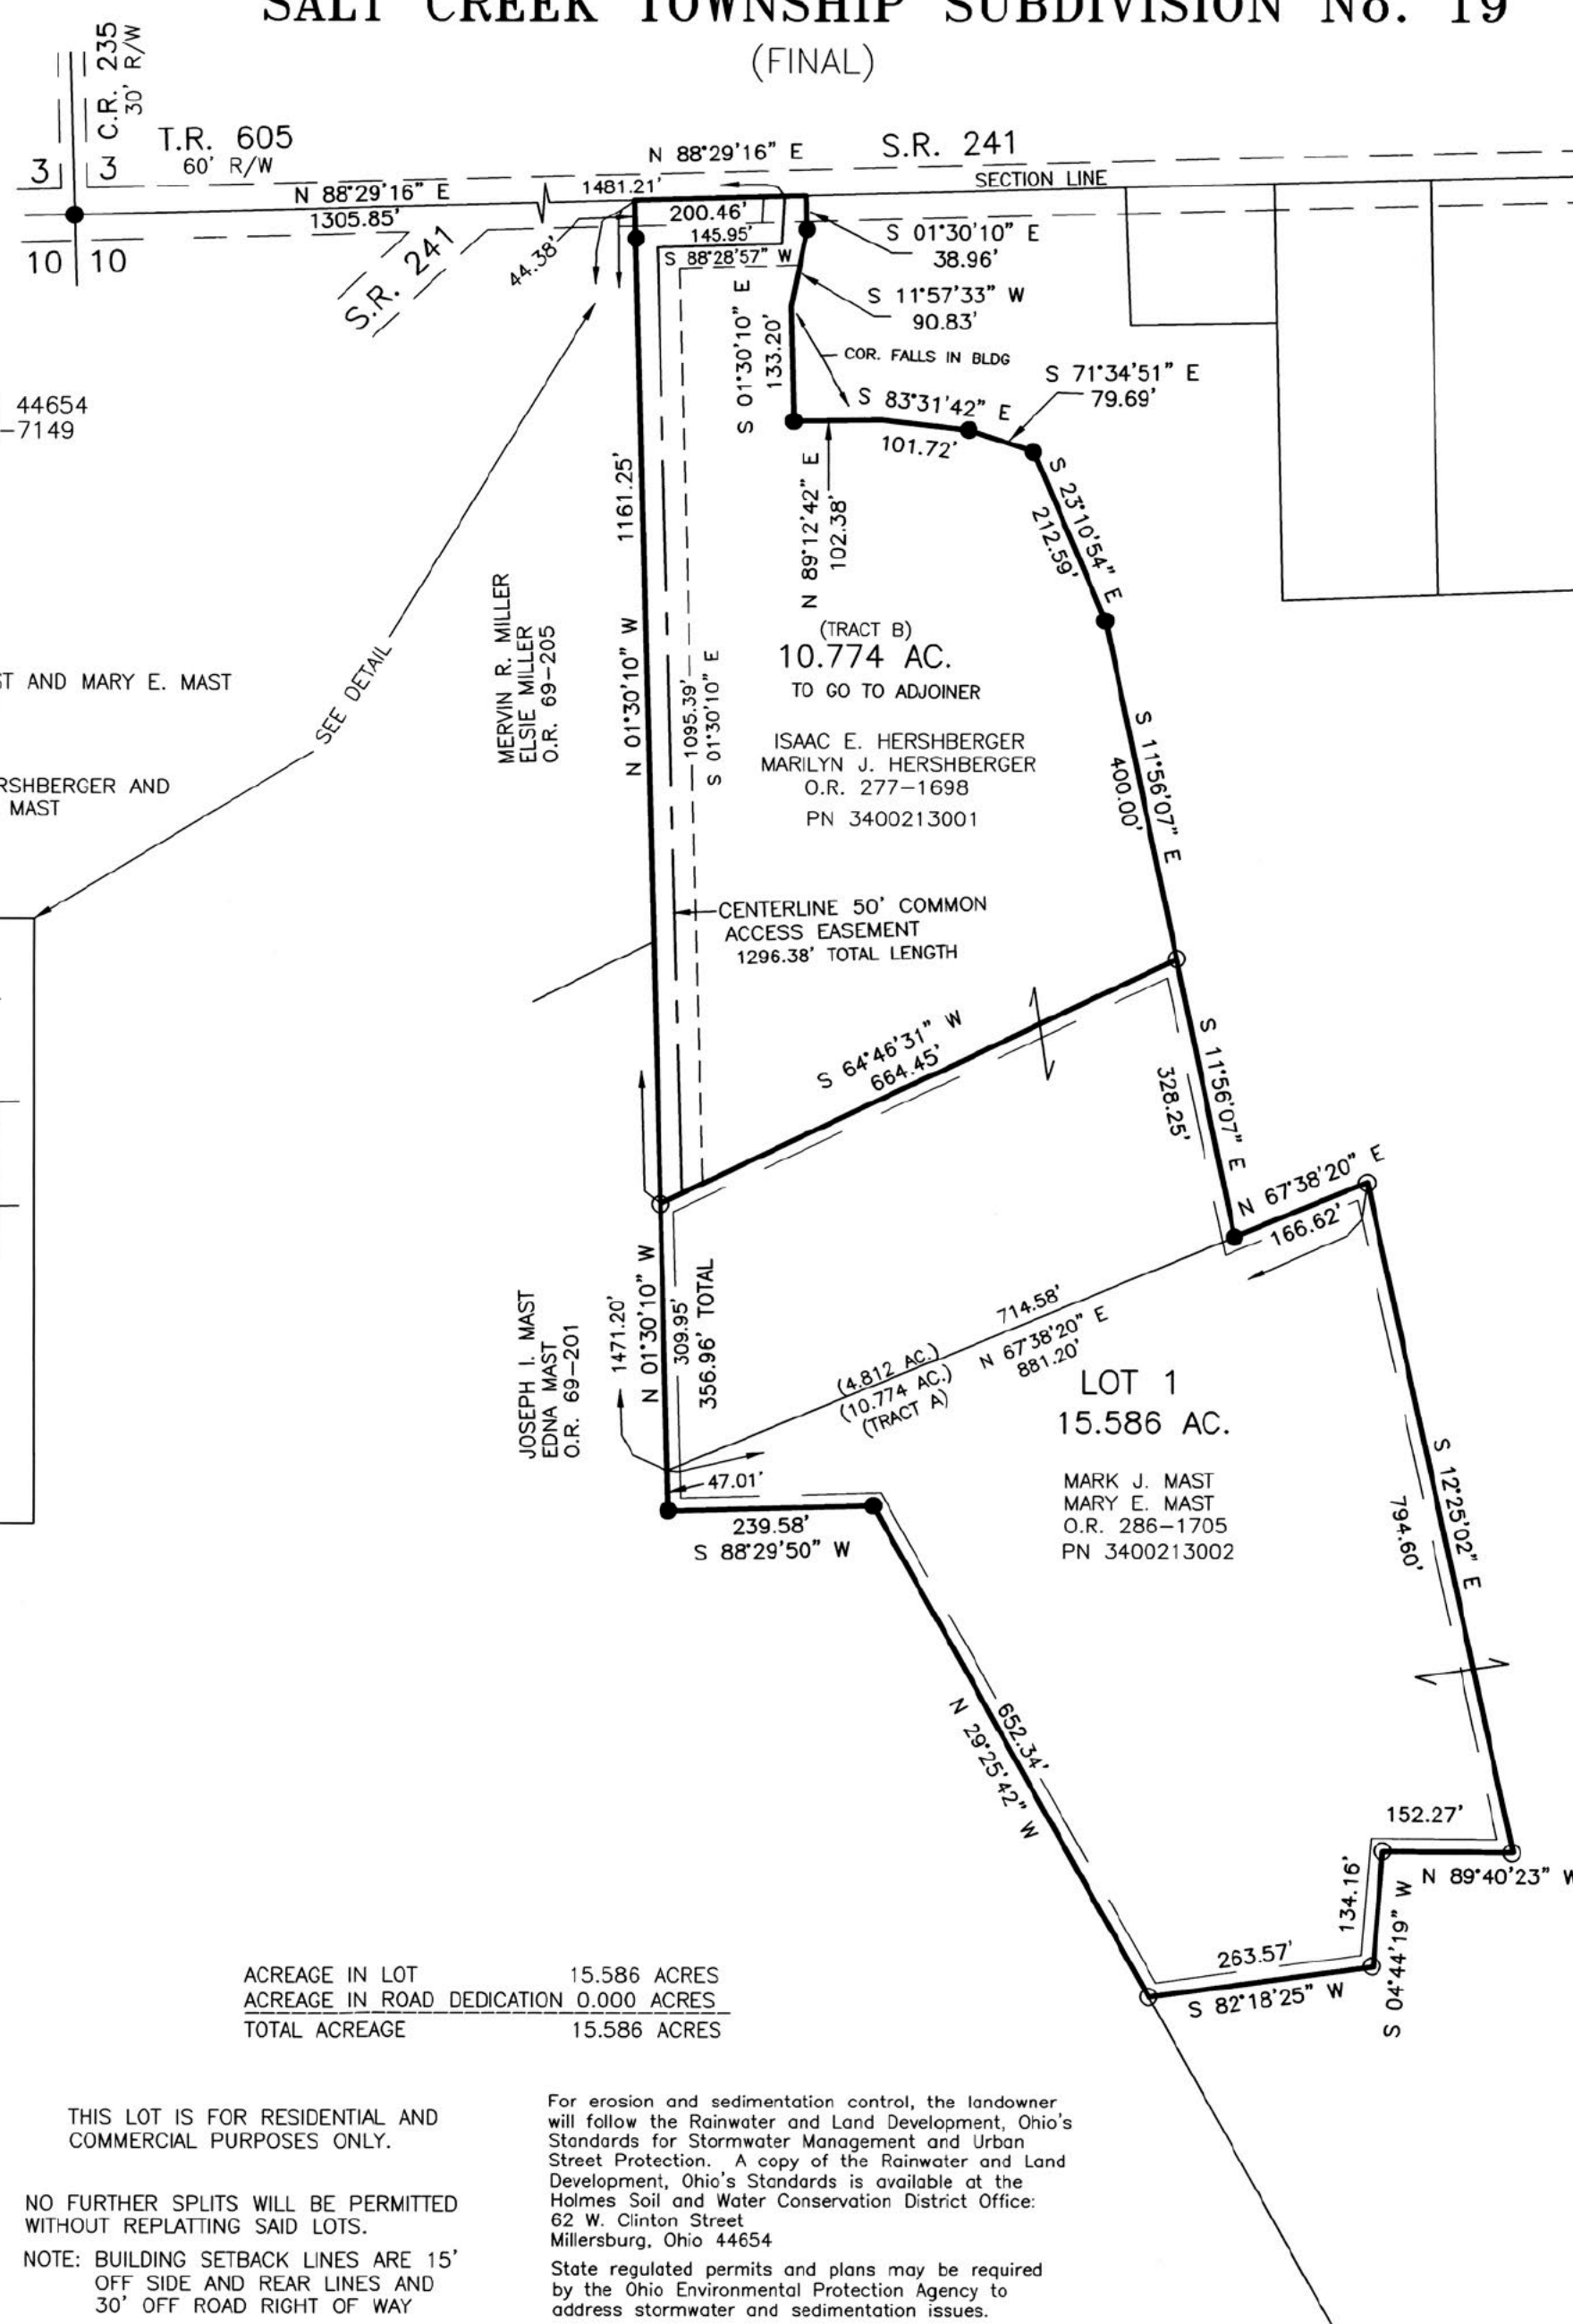 SALT CREEK TOWNSHIP SUBDIVISION No. 19
(FINAL)
C.R. 235
30' R/W
T.R. 605
60' R/W
3
3
10
10
N 88°29'16" E
1305.85'
S.R. 241
N 88°29'16" E
1481.21'
S.R. 241
SECTION LINE
200.46'
145.95'
S 88°28'57" W
44.38'
S 01°30'10" E
38.96'
S 11°57'33" W
90.83'
COR. FALLS IN BLDG
S 01°30'10" E
133.20'
S 71°34'51" E
79.69'
S 83°31'42" E
101.72'
N 89°12'42" E
102.38'
S 23°10'54" E
212.59'
44654
-7149
1161.25'
N 01°30'10" W
MERVIN R. MILLER
ELSIE MILLER
O.R. 69-205
SEE DETAIL
ST AND MARY E. MAST
RSHBERGER AND
MAST
1095.39'
S 01°30'10" E
(TRACT B)
10.774 AC.
TO GO TO ADJOINER
ISAAC E. HERSHBERGER
MARILYN J. HERSHBERGER
O.R. 277-1698
PN 3400213001
S 11°56'07" E
400.00'
CENTERLINE 50' COMMON
ACCESS EASEMENT
1296.38' TOTAL LENGTH
S 64°46'31" W
664.45'
S 11°56'07" E
328.25'
N 67°38'20" E
166.62'
JOSEPH I. MAST
EDNA MAST
O.R. 69-201
1471.20'
N 01°30'10" W
309.95'
356.96' TOTAL
714.58'
N 67°38'20" E
881.20'
(4.812 AC.)
(10.774 AC.)
(TRACT A)
LOT 1
15.586 AC.
MARK J. MAST
MARY E. MAST
O.R. 286-1705
PN 3400213002
47.01'
239.58'
S 88°29'50" W
S 12°25'02" E
794.60'
652.34'
N 29°25'42" W
152.27'
N 89°40'23" W
134.16'
S 04°44'19" W
263.57'
S 82°18'25" W
ACREAGE IN LOT 15.586 ACRES
ACREAGE IN ROAD DEDICATION 0.000 ACRES
TOTAL ACREAGE 15.586 ACRES
THIS LOT IS FOR RESIDENTIAL AND
COMMERCIAL PURPOSES ONLY.
NO FURTHER SPLITS WILL BE PERMITTED
WITHOUT REPLATTING SAID LOTS.
NOTE: BUILDING SETBACK LINES ARE 15'
OFF SIDE AND REAR LINES AND
30' OFF ROAD RIGHT OF WAY
For erosion and sedimentation control, the landowner
will follow the Rainwater and Land Development, Ohio's
Standards for Stormwater Management and Urban
Street Protection. A copy of the Rainwater and Land
Development, Ohio's Standards is available at the
Holmes Soil and Water Conservation District Office:
62 W. Clinton Street
Millersburg, Ohio 44654
State regulated permits and plans may be required
by the Ohio Environmental Protection Agency to
address stormwater and sedimentation issues.